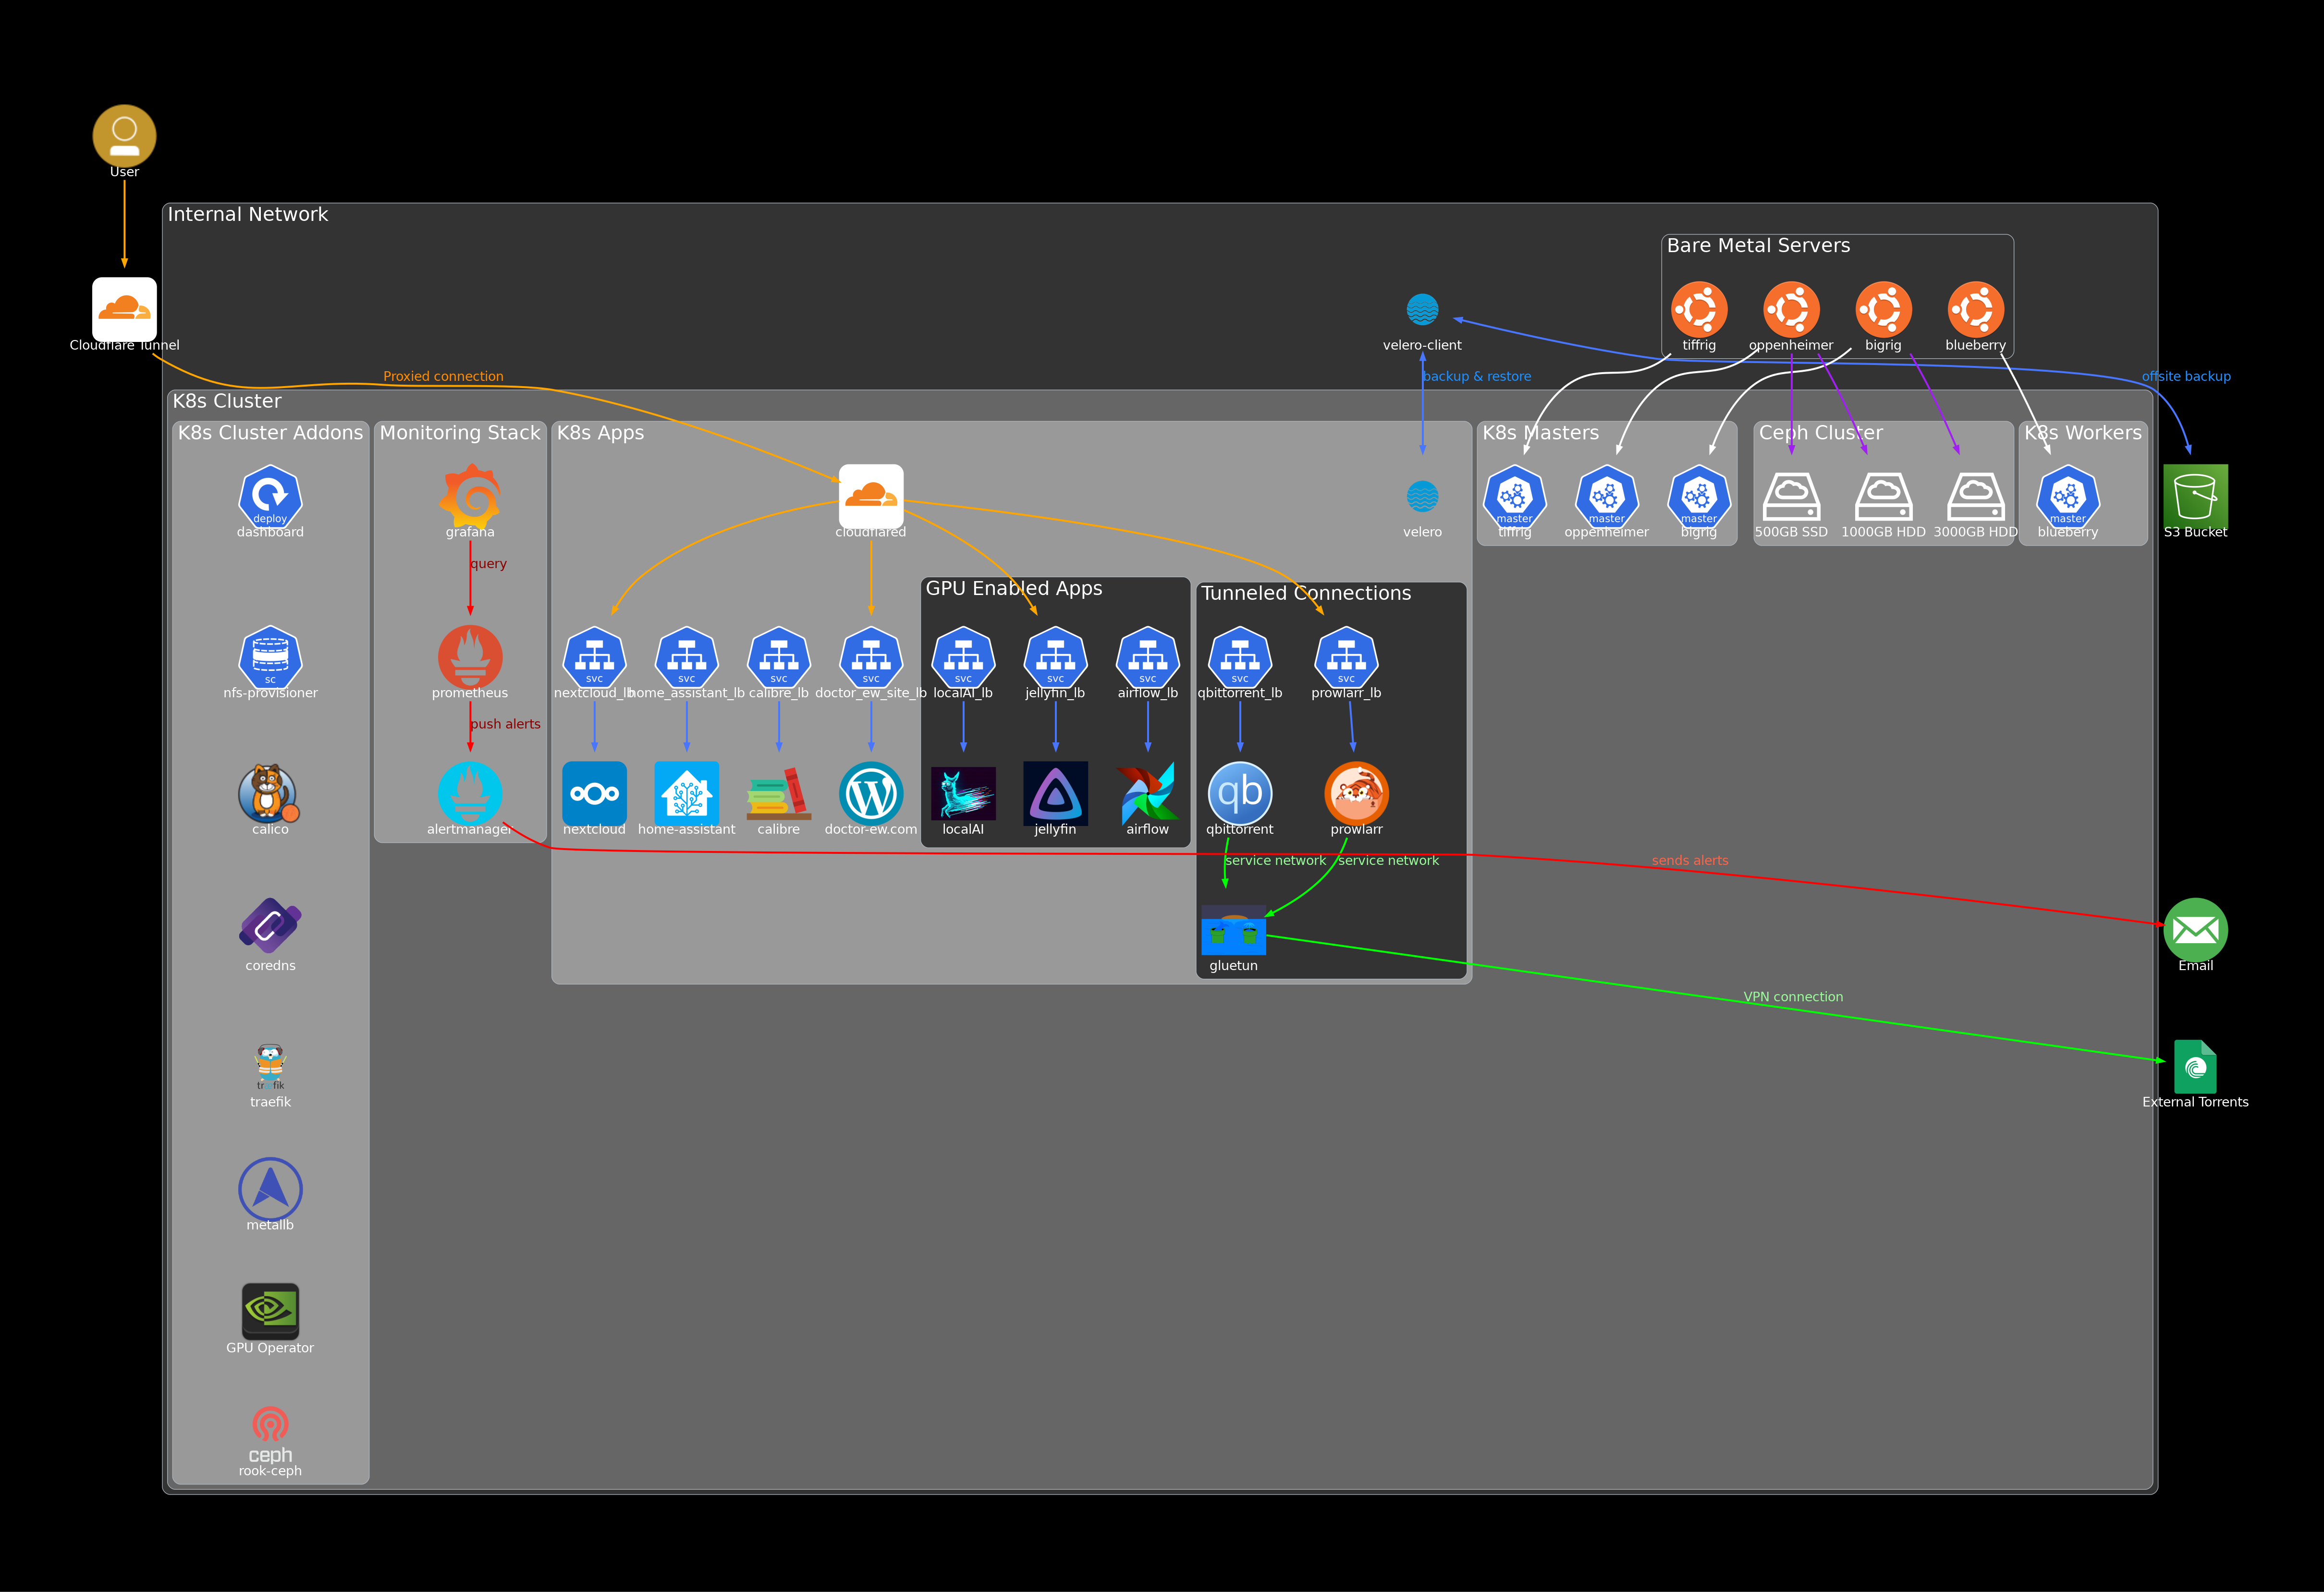 User
Internal Network
Bare Metal Servers
Cloudflare Tunnel
velero-client
tiffrig
oppenheimer
bigrig
blueberry
Proxied connection
backup & restore
offsite backup
K8s Cluster
K8s Cluster Addons
Monitoring Stack
K8s Apps
K8s Masters
Ceph Cluster
K8s Workers
deploy
dashboard
grafana
cloudflared
velero
master
tiffrig
master
oppenheimer
master
bigrig
500GB SSD
1000GB HDD
3000GB HDD
master
blueberry
S3 Bucket
query
GPU Enabled Apps
Tunneled Connections
sc
nfs-provisioner
prometheus
svc
nextcloud_lb
svc
home_assistant_lb
svc
calibre_lb
svc
doctor_ew_site_lb
svc
localAI_lb
svc
jellyfin_lb
svc
airflow_lb
svc
qbittorrent_lb
svc
prowlarr_lb
push alerts
calico
alertmanager
nextcloud
home-assistant
calibre
doctor-ew.com
localAI
jellyfin
airflow
qb
qbittorrent
prowlarr
service network
service network
sends alerts
coredns
gluetun
Email
VPN connection
træfik
traefik
External Torrents
metallb
GPU Operator
ceph
rook-ceph